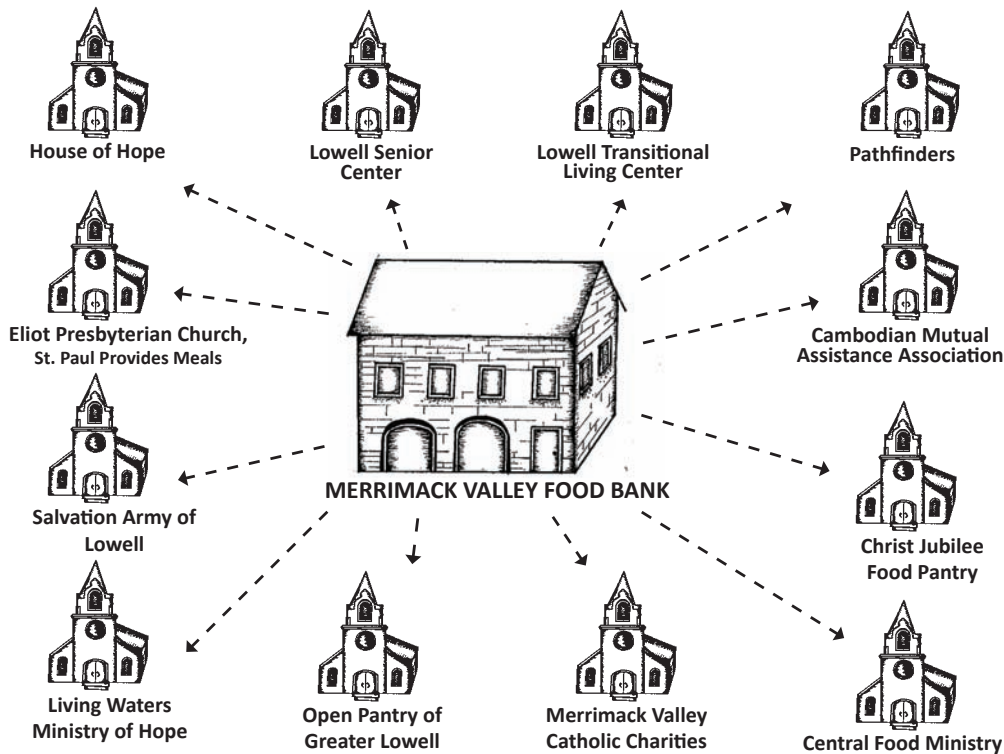 House of Hope
Lowell Senior
Center
Lowell Transitional
Living Center
Pathfinders
Eliot Presbyterian Church,
St. Paul Provides Meals
Cambodian Mutual
Assistance Association
MERRIMACK VALLEY FOOD BANK
Salvation Army of
Lowell
Christ Jubilee
Food Pantry
Living Waters
Ministry of Hope
Open Pantry of
Greater Lowell
Merrimack Valley
Catholic Charities
Central Food Ministry